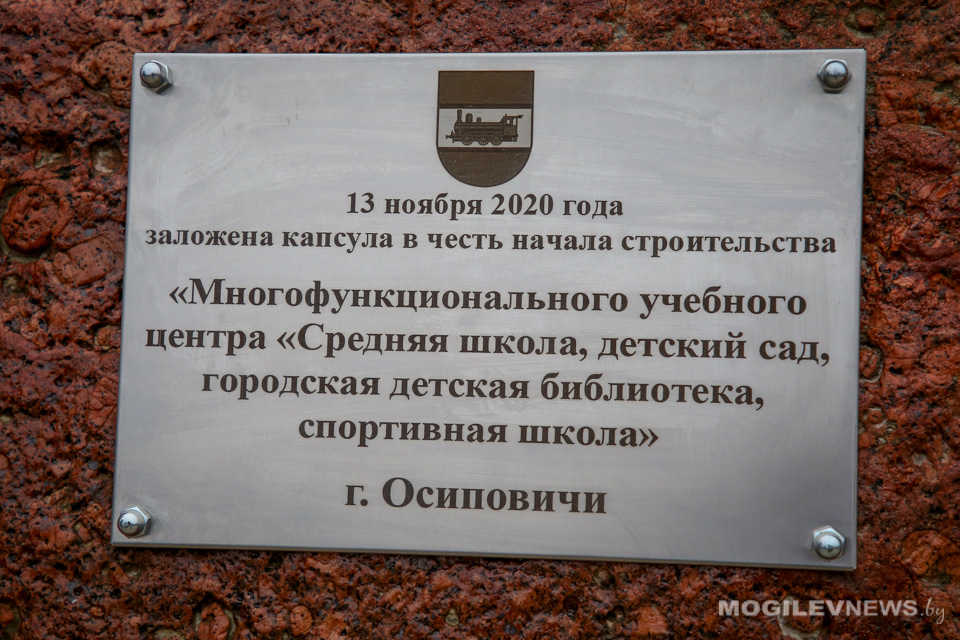 13 ноября 2020 года
заложена капсула в честь начала строительства
«Многофункционального учебного
центра «Средняя школа, детский сад,
городская детская библиотека,
спортивная школа»
г. Осиповичи
MOGILEVNEWS.by